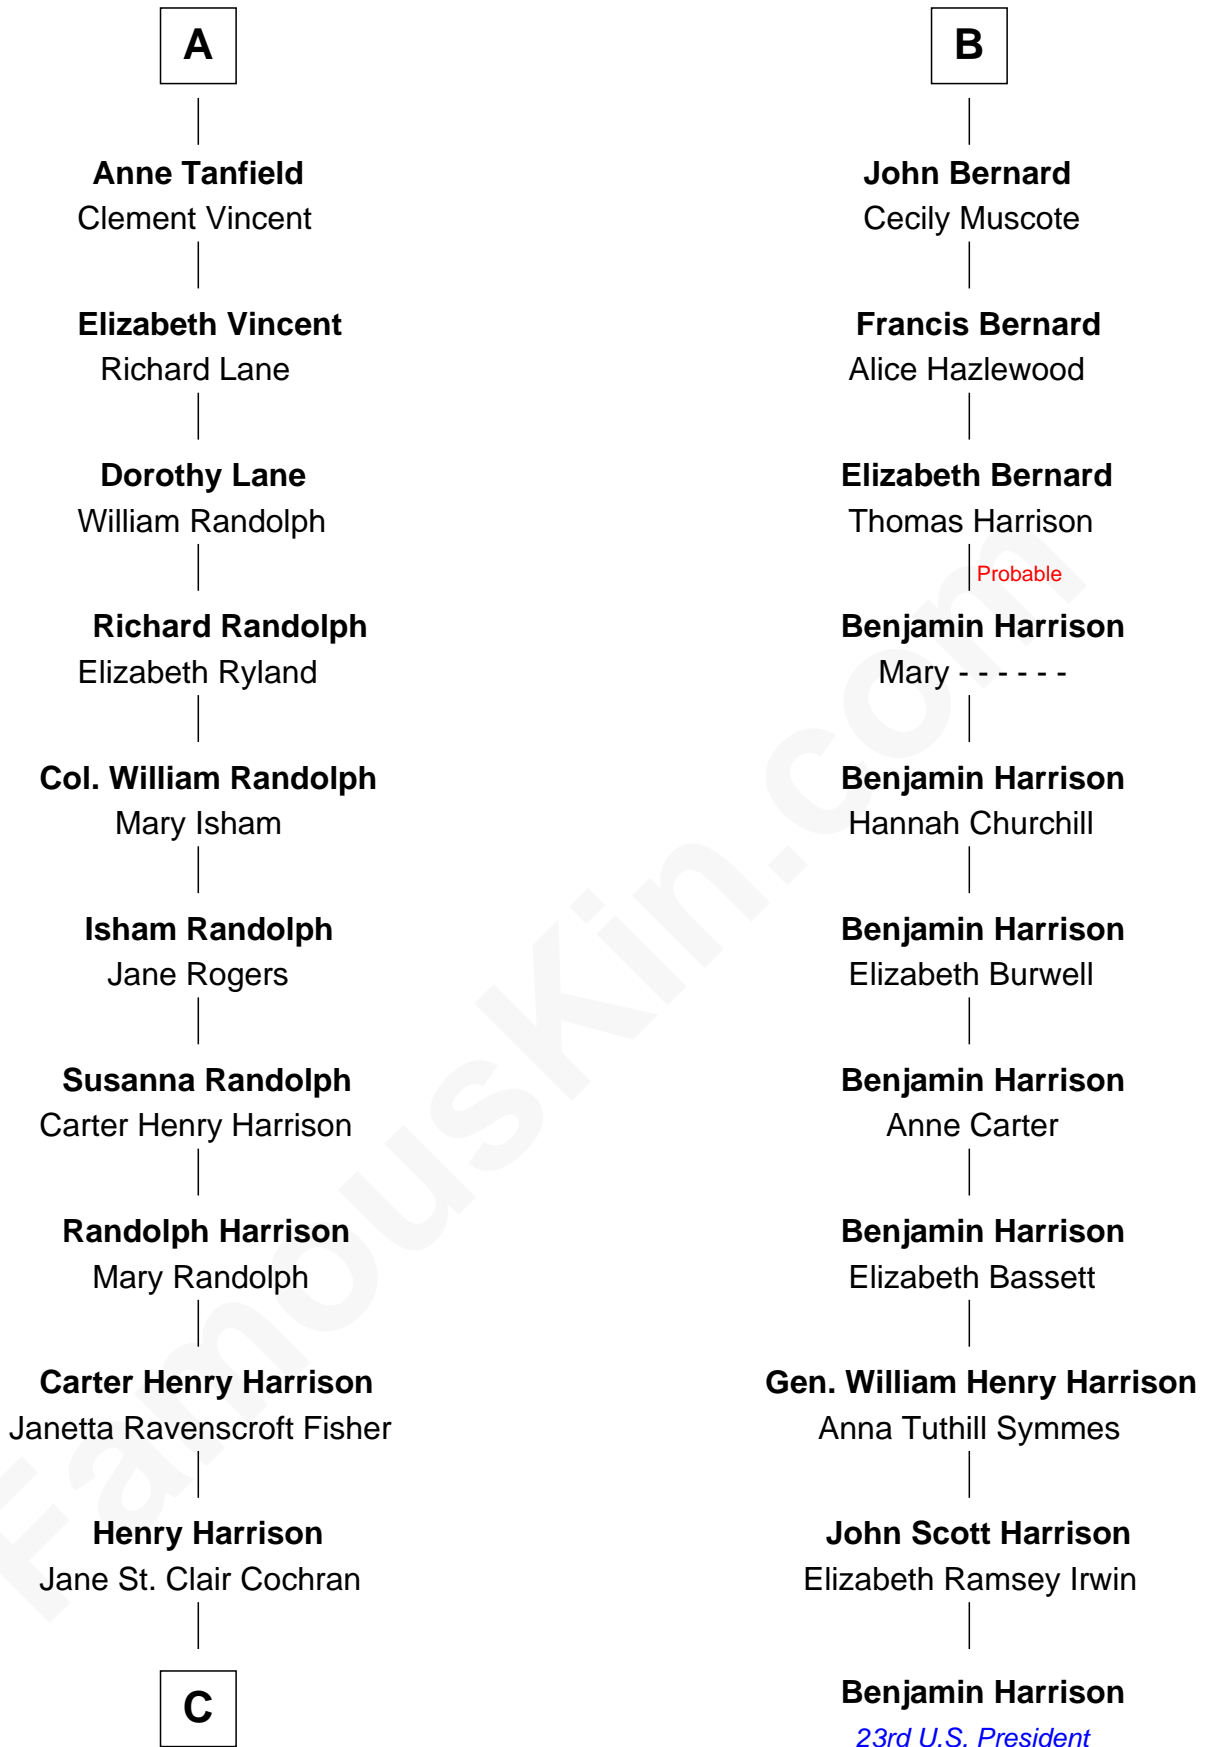 A
Anne Tanfield
Clement Vincent
Elizabeth Vincent
Richard Lane
Dorothy Lane
William Randolph
Richard Randolph
Elizabeth Ryland
Col. William Randolph
Mary Isham
Isham Randolph
Jane Rogers
Susanna Randolph
Carter Henry Harrison
Randolph Harrison
Mary Randolph
Carter Henry Harrison
Janetta Ravenscroft Fisher
Henry Harrison
Jane St. Clair Cochran
C
B
John Bernard
Cecily Muscote
Francis Bernard
Alice Hazlewood
Elizabeth Bernard
Thomas Harrison
Probable
Benjamin Harrison
Mary - - - - - -
Benjamin Harrison
Hannah Churchill
Benjamin Harrison
Elizabeth Burwell
Benjamin Harrison
Anne Carter
Benjamin Harrison
Elizabeth Bassett
Gen. William Henry Harrison
Anna Tuthill Symmes
John Scott Harrison
Elizabeth Ramsey Irwin
Benjamin Harrison
23rd U.S. President
FamousKin.com